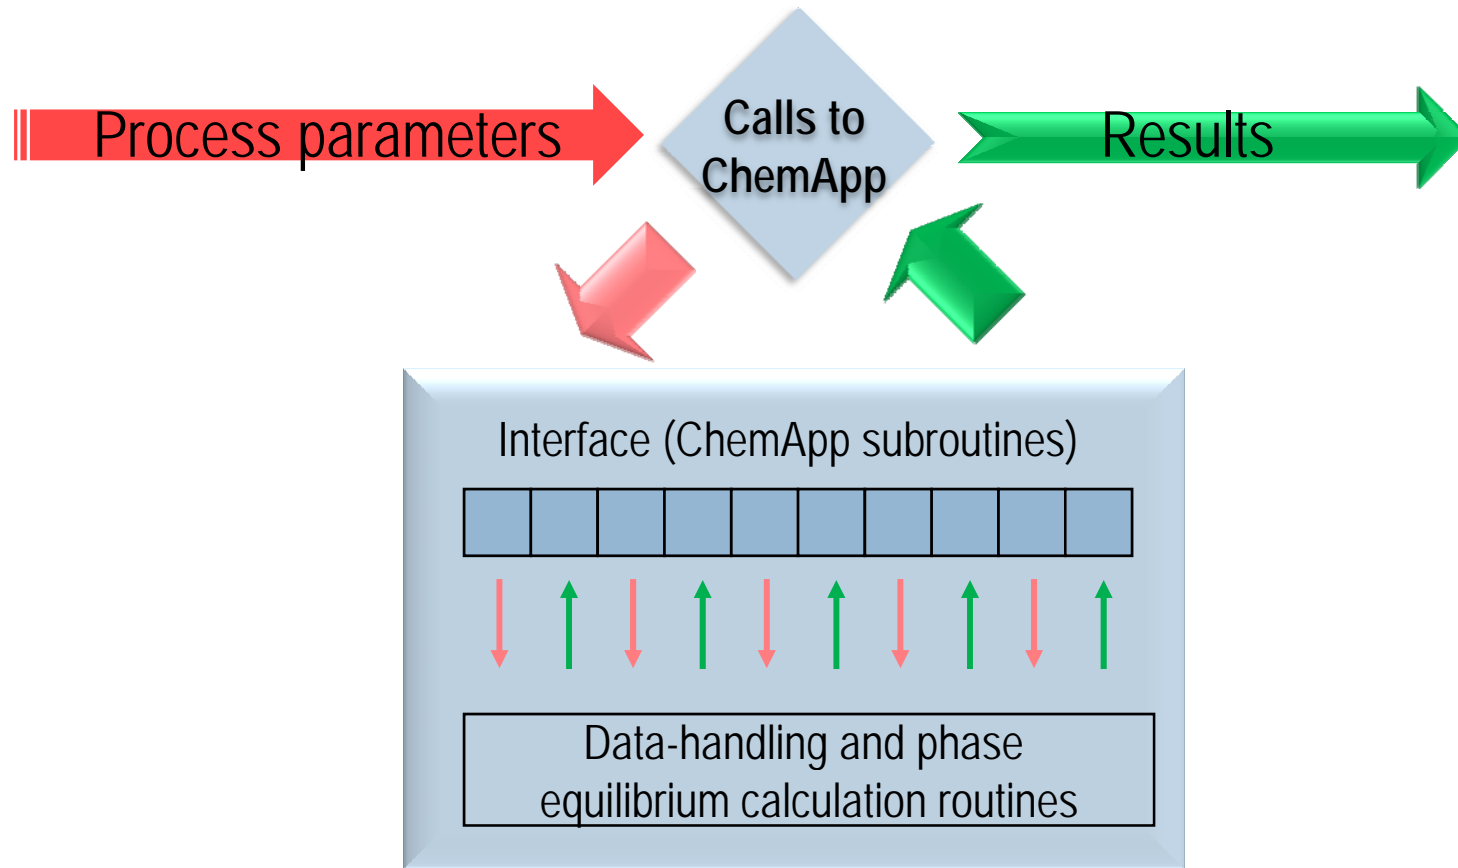 Process parameters
Calls to
ChemApp
Results
Interface (ChemApp subroutines)
Data-handling and phase
equilibrium calculation routines